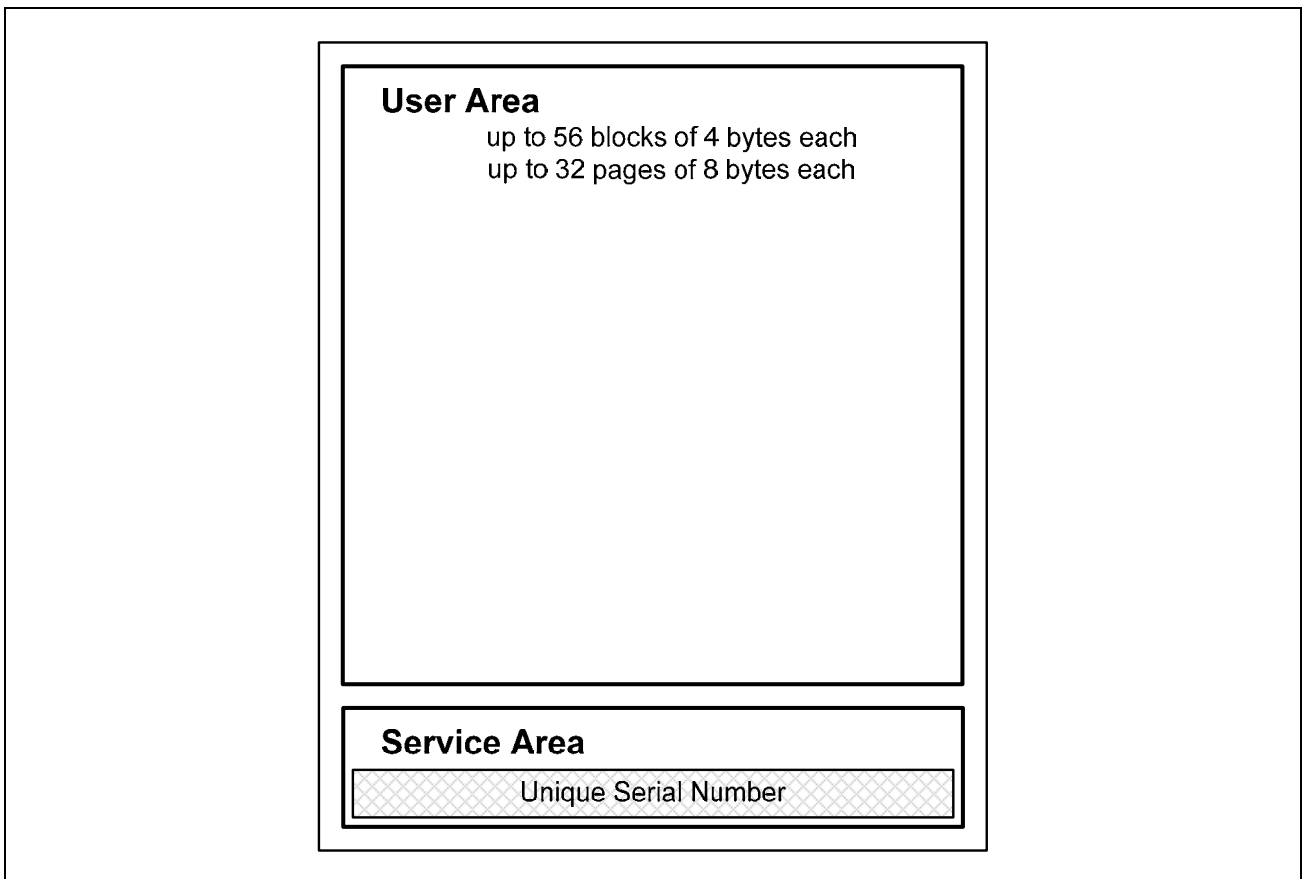 User Area
up to 56 blocks of 4 bytes each
up to 32 pages of 8 bytes each
Service Area
Unique Serial Number